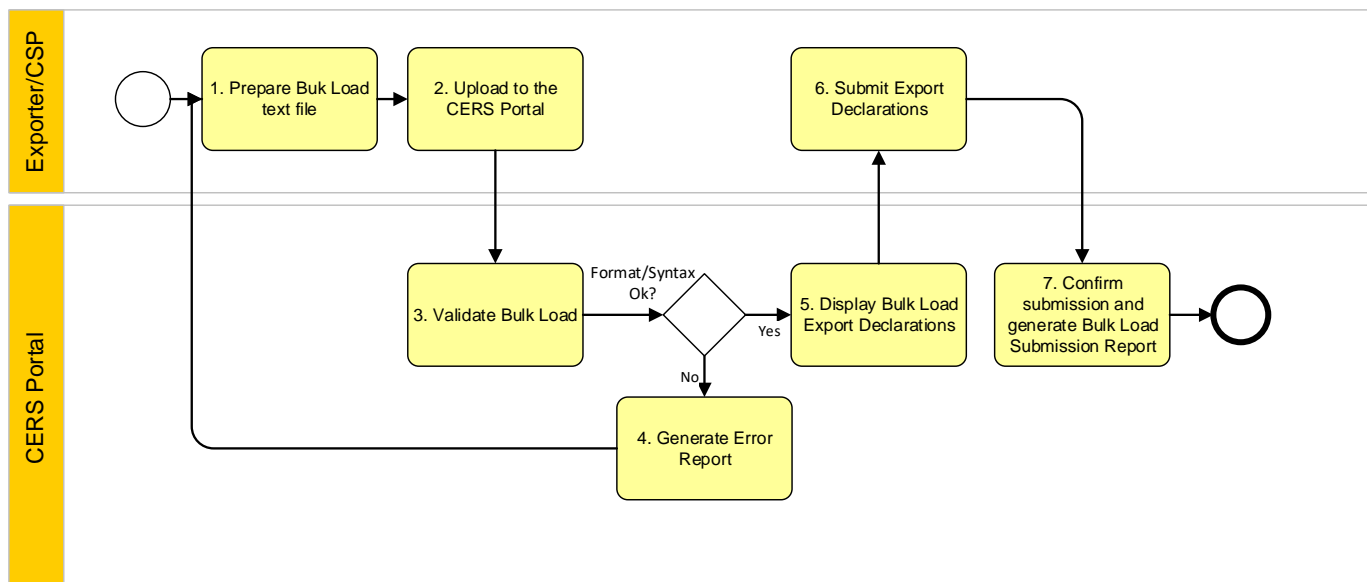 Exporter/CSP
1. Prepare Buk Load
text file
2. Upload to the
CERS Portal
6. Submit Export
Declarations
CERS Portal
3. Validate Bulk Load
Format/Syntax
Ok?
Yes
No
5. Display Bulk Load
Export Declarations
7. Confirm
submission and
generate Bulk Load
Submission Report
4. Generate Error
Report